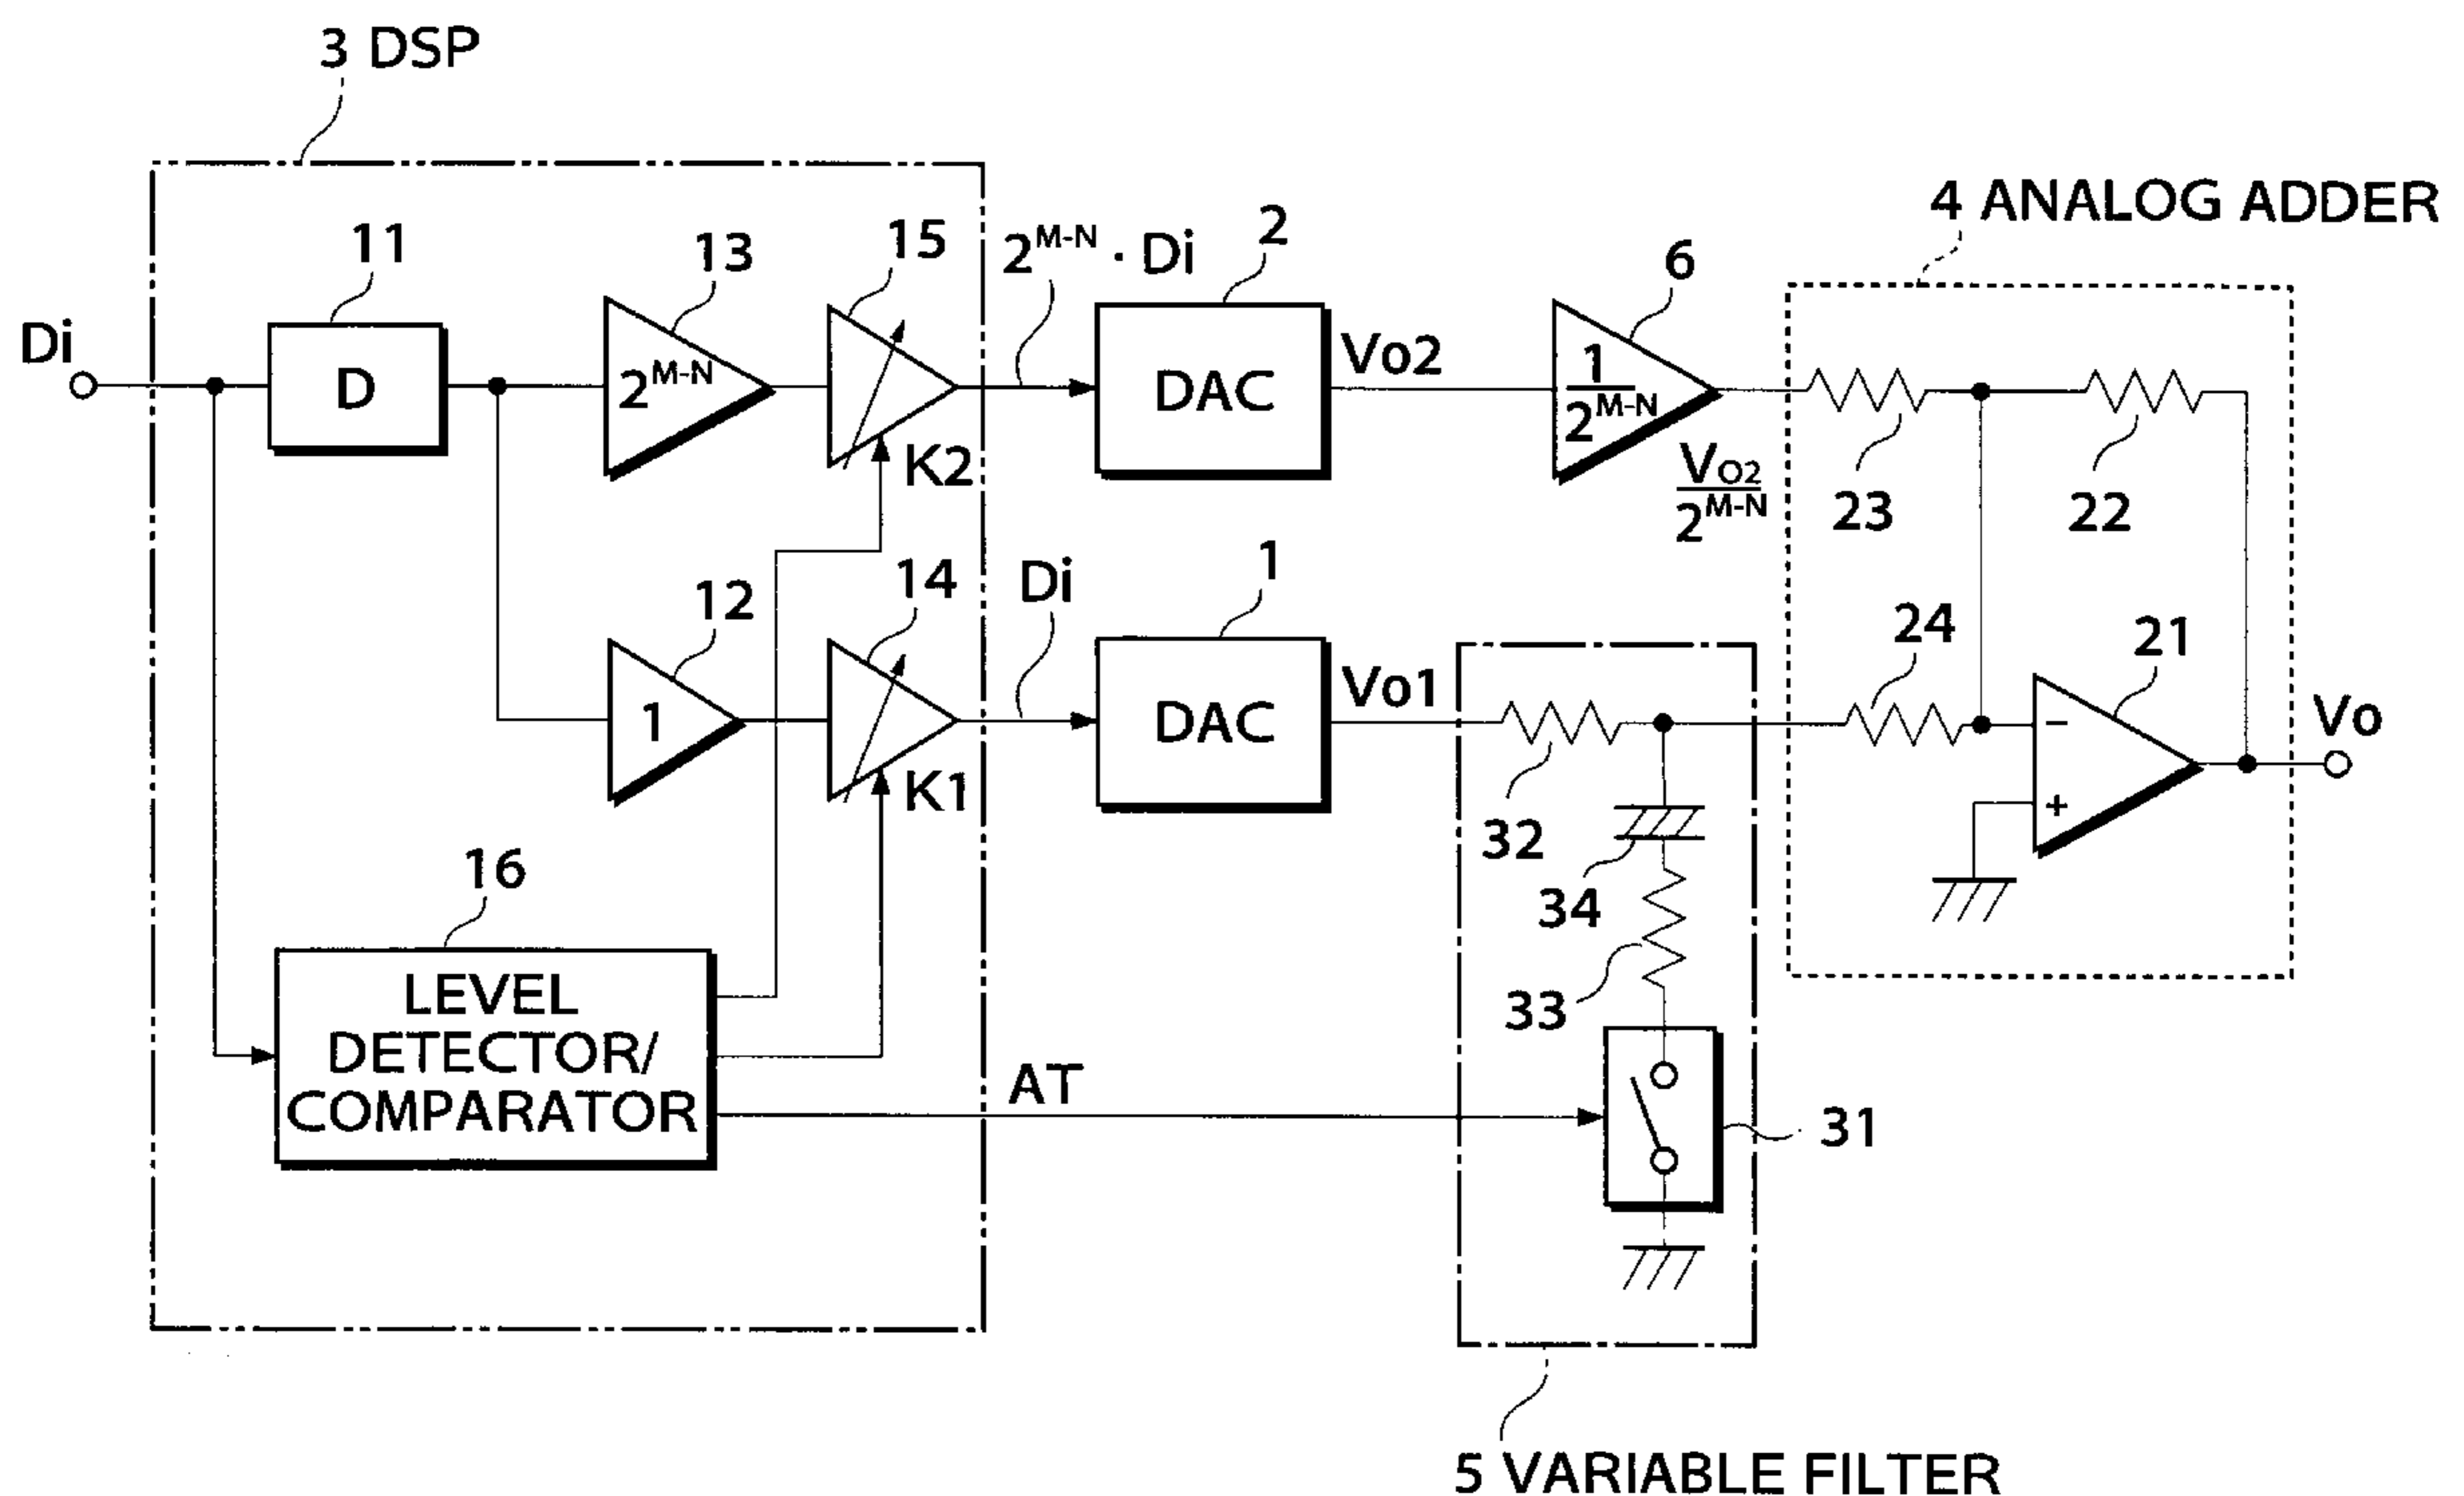 3 DSP
4 ANALOG ADDER
11
13
15
2^{M-N} · Di
2
6
Di
D
2^{M-N}
DAC
Vo2
1/2^{M-N}
K2
V_{O2}/2^{M-N}
23
22
12
14
Di
1
24
21
1
DAC
Vo1
−
Vo
K1
+
32
16
34
LEVEL
DETECTOR/
COMPARATOR
33
AT
31
5 VARIABLE FILTER